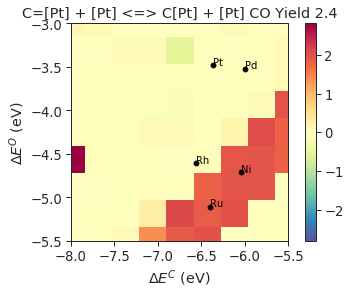 C=[Pt] + [Pt] <=> C[Pt] + [Pt] CO Yield 2.4
−3.0
−3.5
−4.0
−4.5
−5.0
−5.5
ΔE^O (eV)
Pt
Pd
Rh
Ni
Ru
−8.0 −7.5 −7.0 −6.5 −6.0 −5.5
ΔE^C (eV)
2
1
0
−1
−2